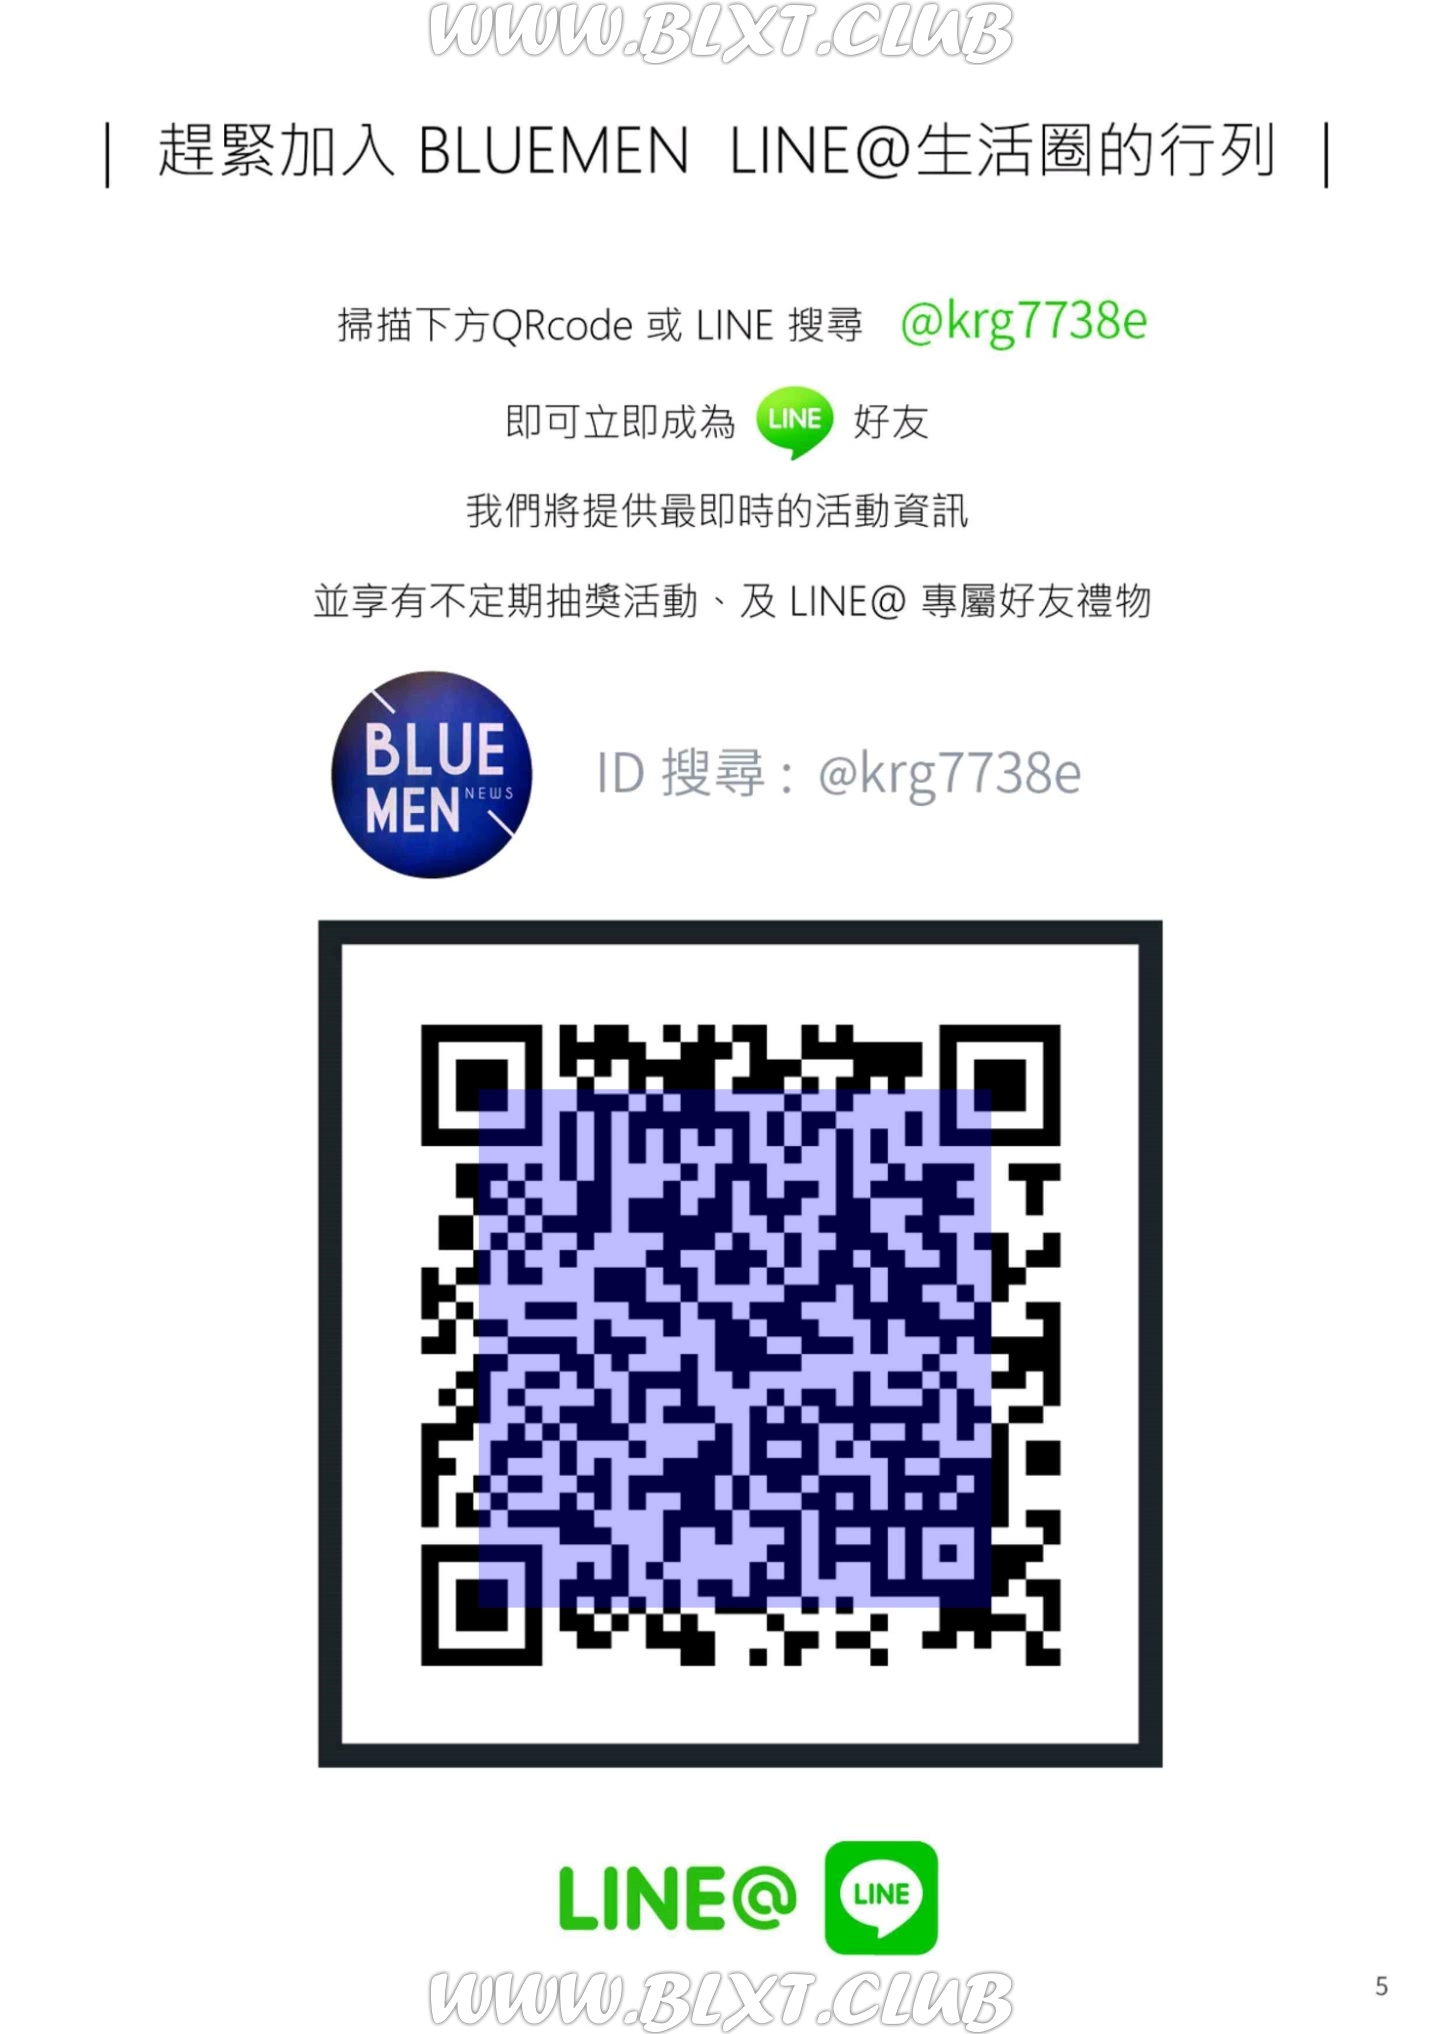 WWW.BLXT.CLUB
| 趕緊加入 BLUEMEN LINE@生活圈的行列 |
掃描下方QRcode 或 LINE 搜尋 @krg7738e
即可立即成為 LINE 好友
我們將提供最即時的活動資訊
並享有不定期抽獎活動、及 LINE@ 專屬好友禮物
BLUE
MEN NEWS
ID 搜尋 : @krg7738e
LINE@ LINE
WWW.BLXT.CLUB
5